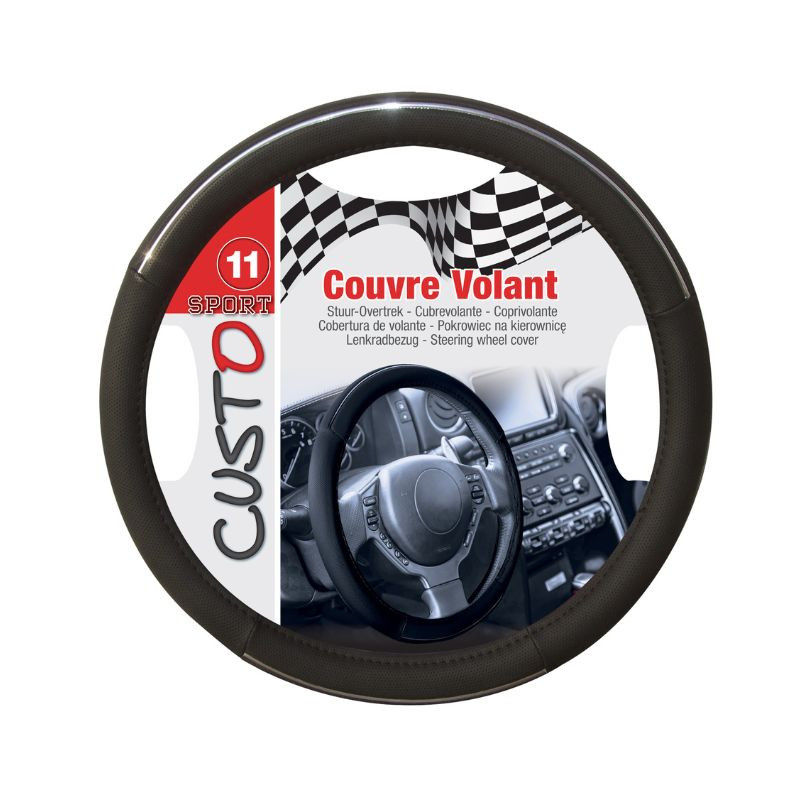 11
SPORT
CUSTO
Couvre Volant
Stuur-Overtrek - Cubrevolante - Coprivolante
Cobertura de volante - Pokrowiec na kierownicę
Lenkradbezug - Steering wheel cover